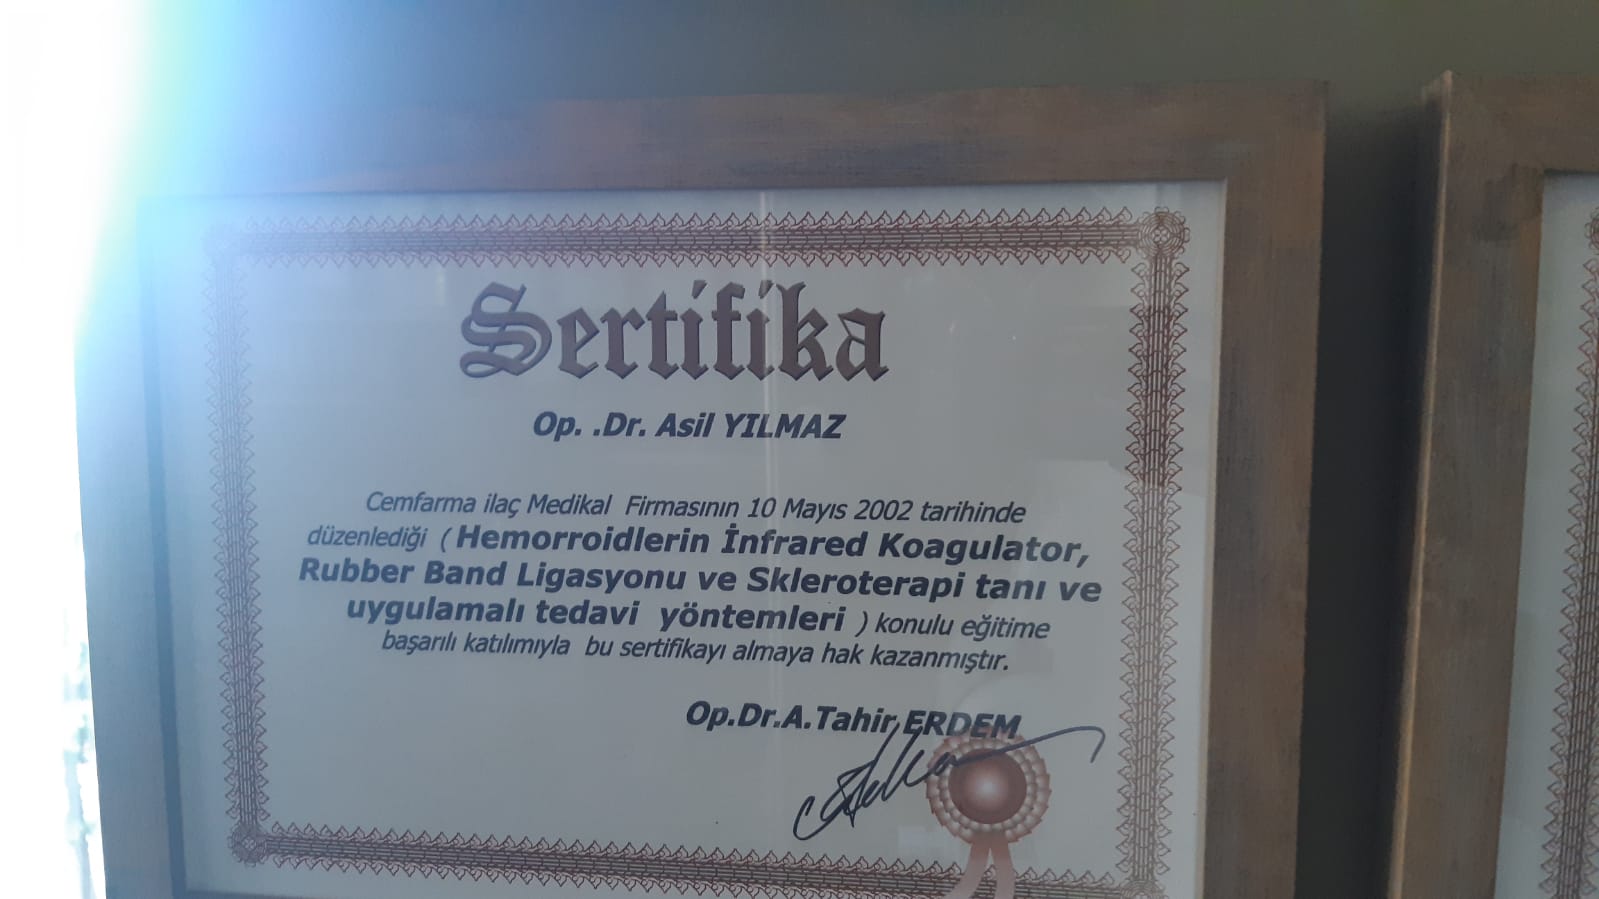 Sertifika
Op. .Dr. Asil YILMAZ
Cemfarma ilaç Medikal Firmasının 10 Mayıs 2002 tarihinde
düzenlediği ( Hemorroidlerin İnfrared Koagulator,
Rubber Band Ligasyonu ve Skleroterapi tanı ve
uygulamalı tedavi yöntemleri ) konulu eğitime
başarılı katılımıyla bu sertifikayı almaya hak kazanmıştır.
Op.Dr.A.Tahir ERDEM